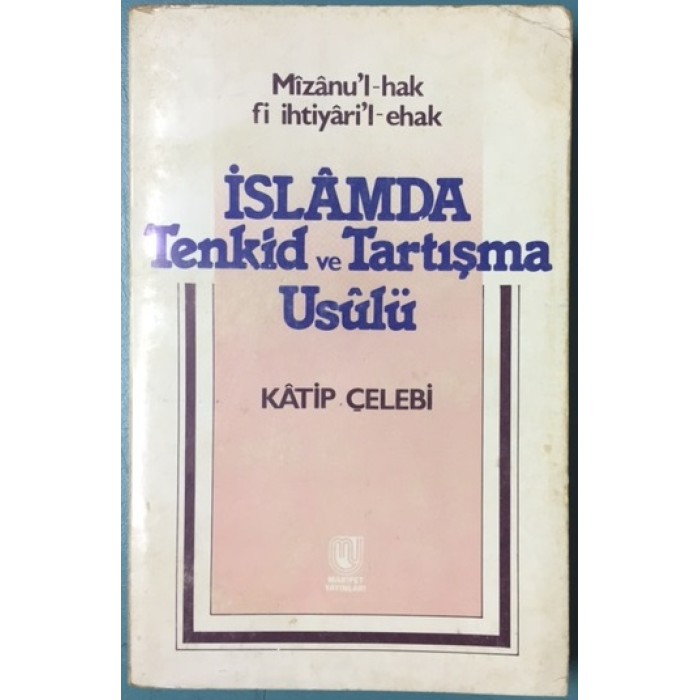 Mîzânu'l-hak
fi ihtiyâri'l-ehak
İSLÂMDA
Tenkid ve Tartışma
Usûlü
KÂTİP ÇELEBİ
MARİFET
YAYINLARI